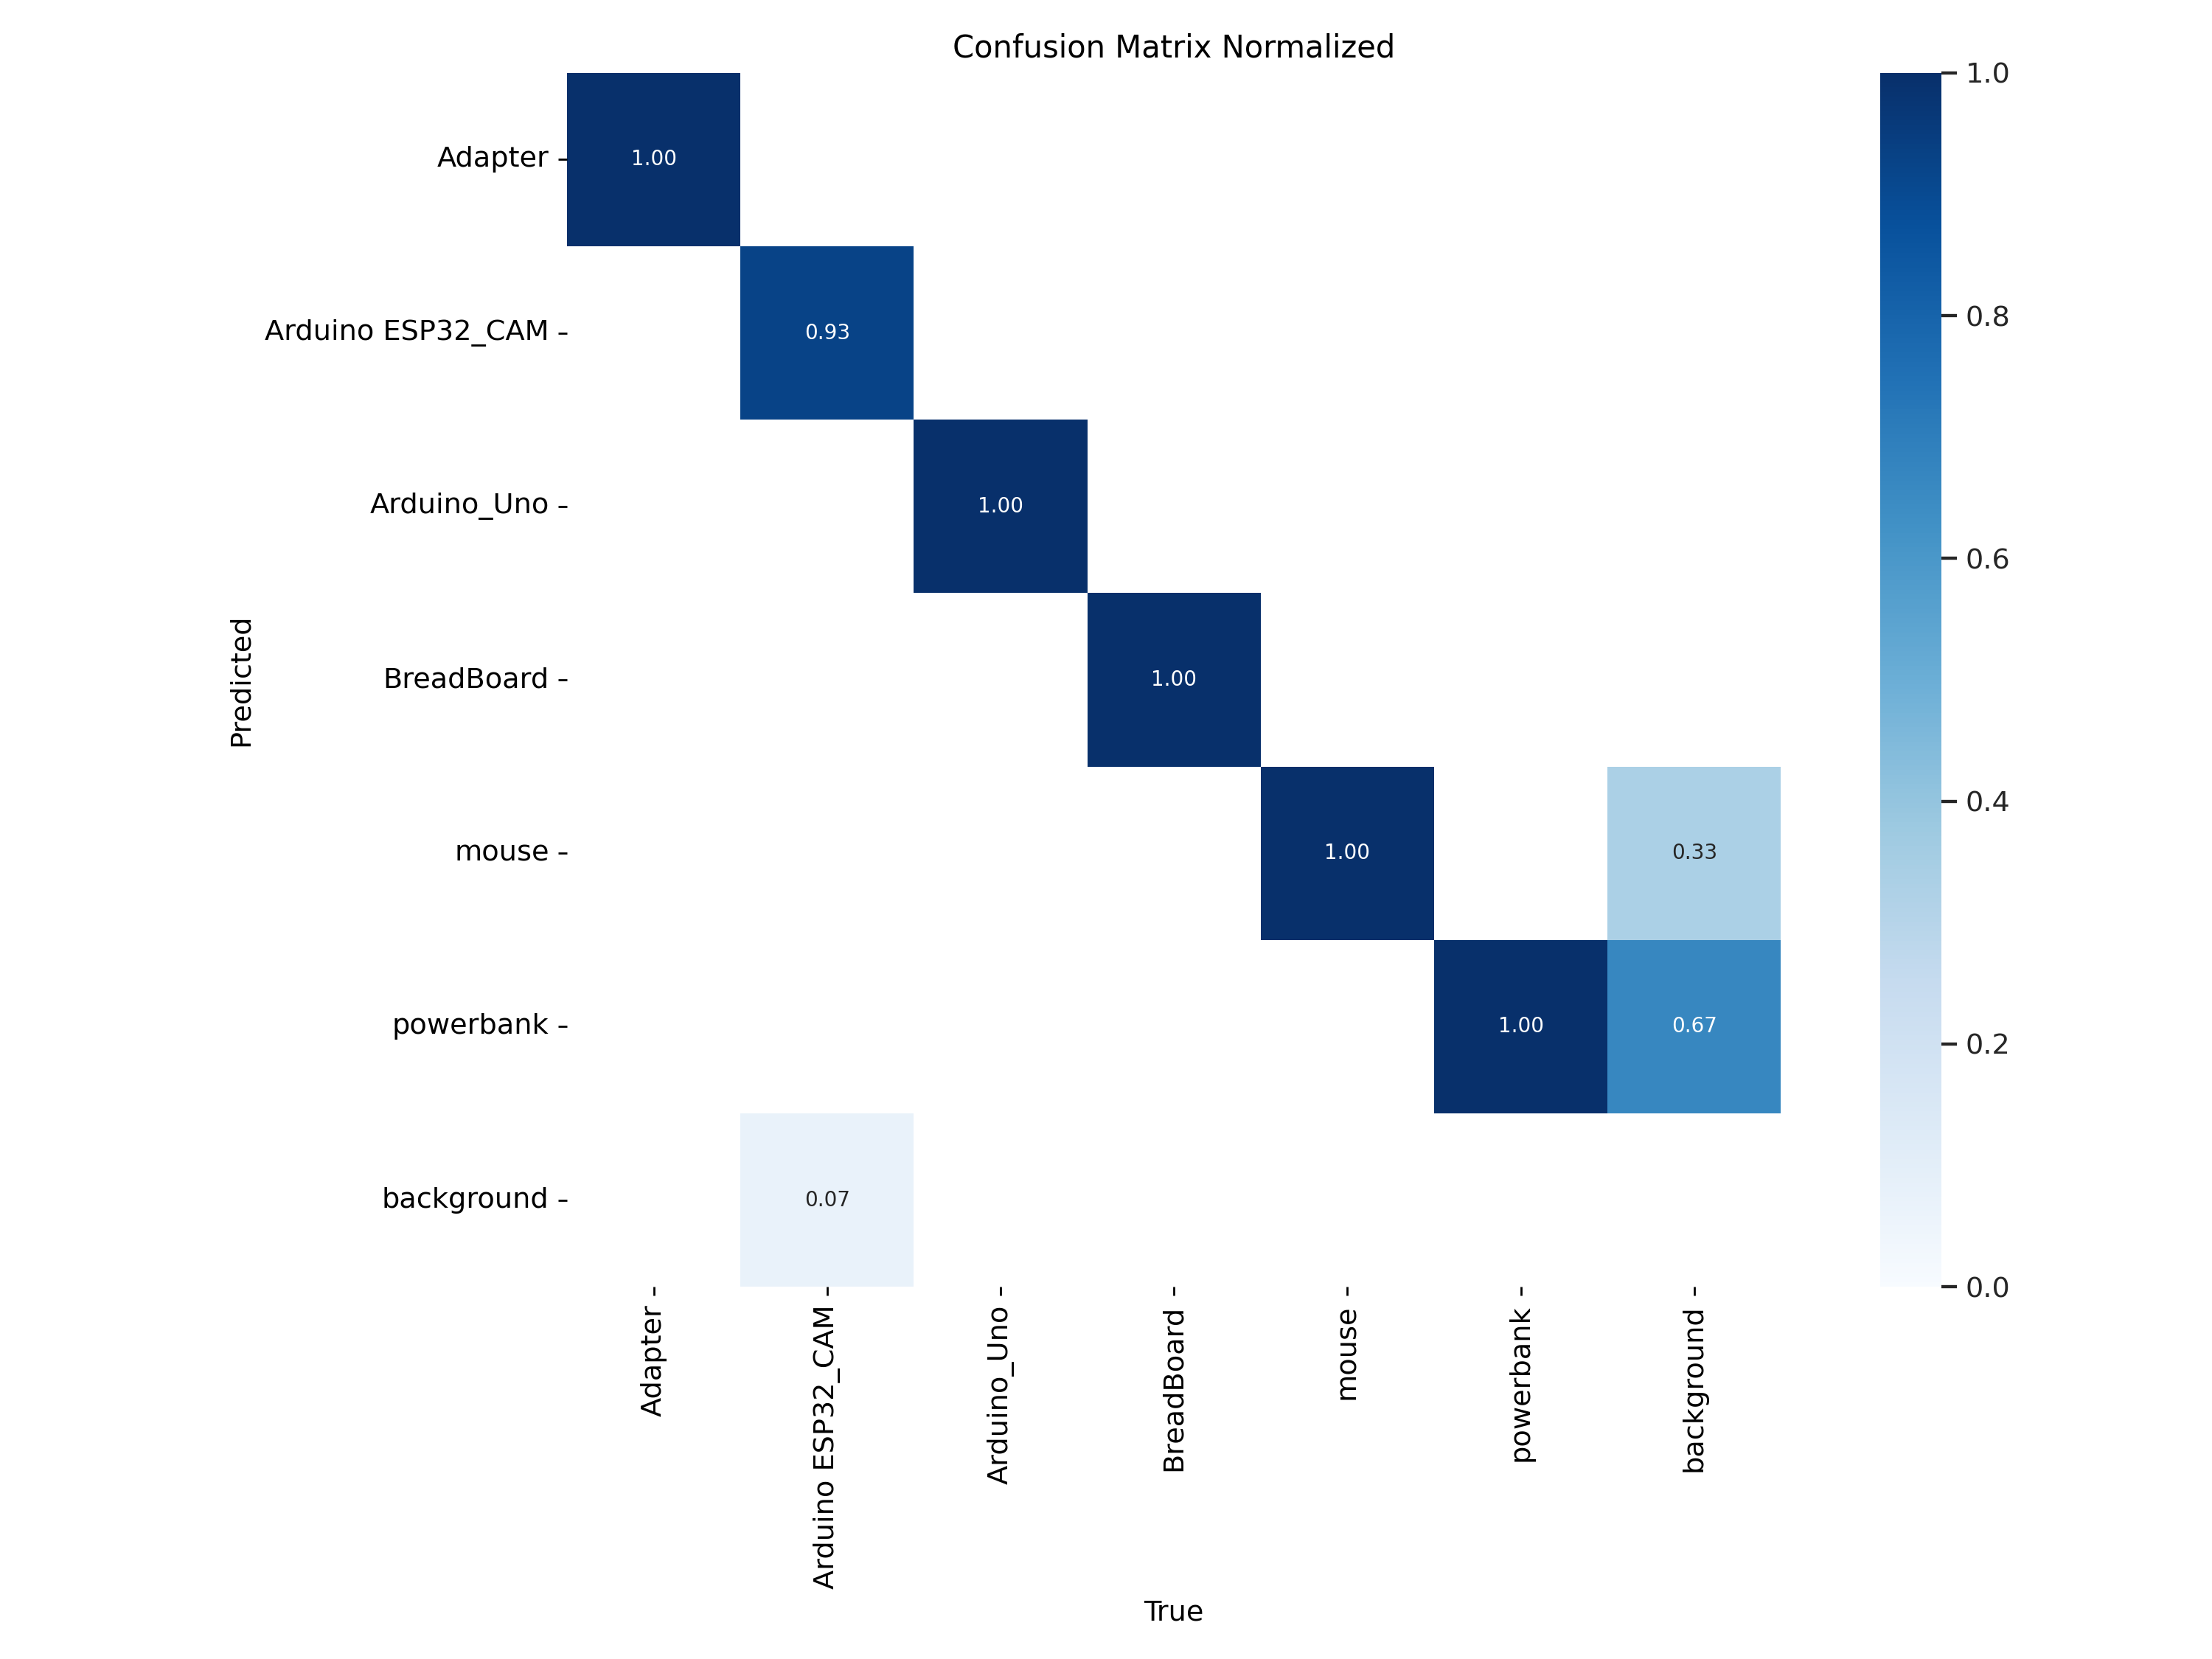 Confusion Matrix Normalized
Adapter
1.00
Arduino ESP32_CAM
0.93
Arduino_Uno
1.00
BreadBoard
1.00
mouse
1.00
0.33
powerbank
1.00
0.67
background
0.07
Predicted
Adapter
Arduino ESP32_CAM
Arduino_Uno
BreadBoard
mouse
powerbank
background
True
1.0
0.8
0.6
0.4
0.2
0.0